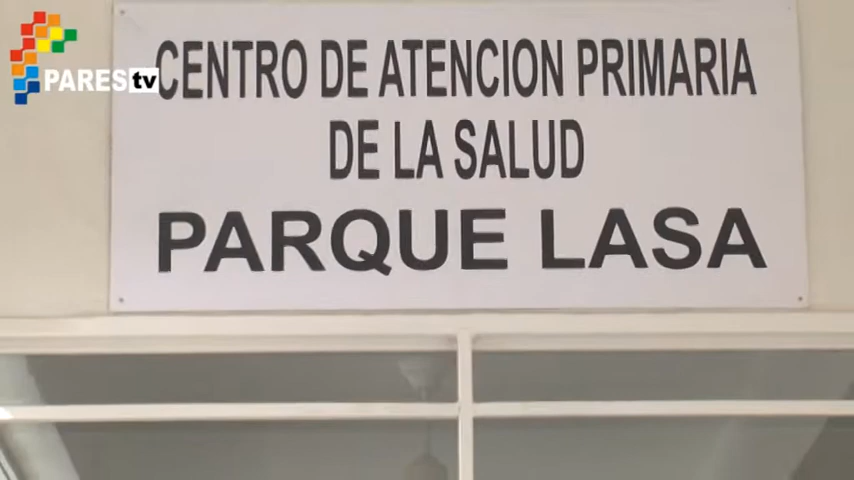 PARES tv
CENTRO DE ATENCION PRIMARIA
DE LA SALUD
PARQUE LASA